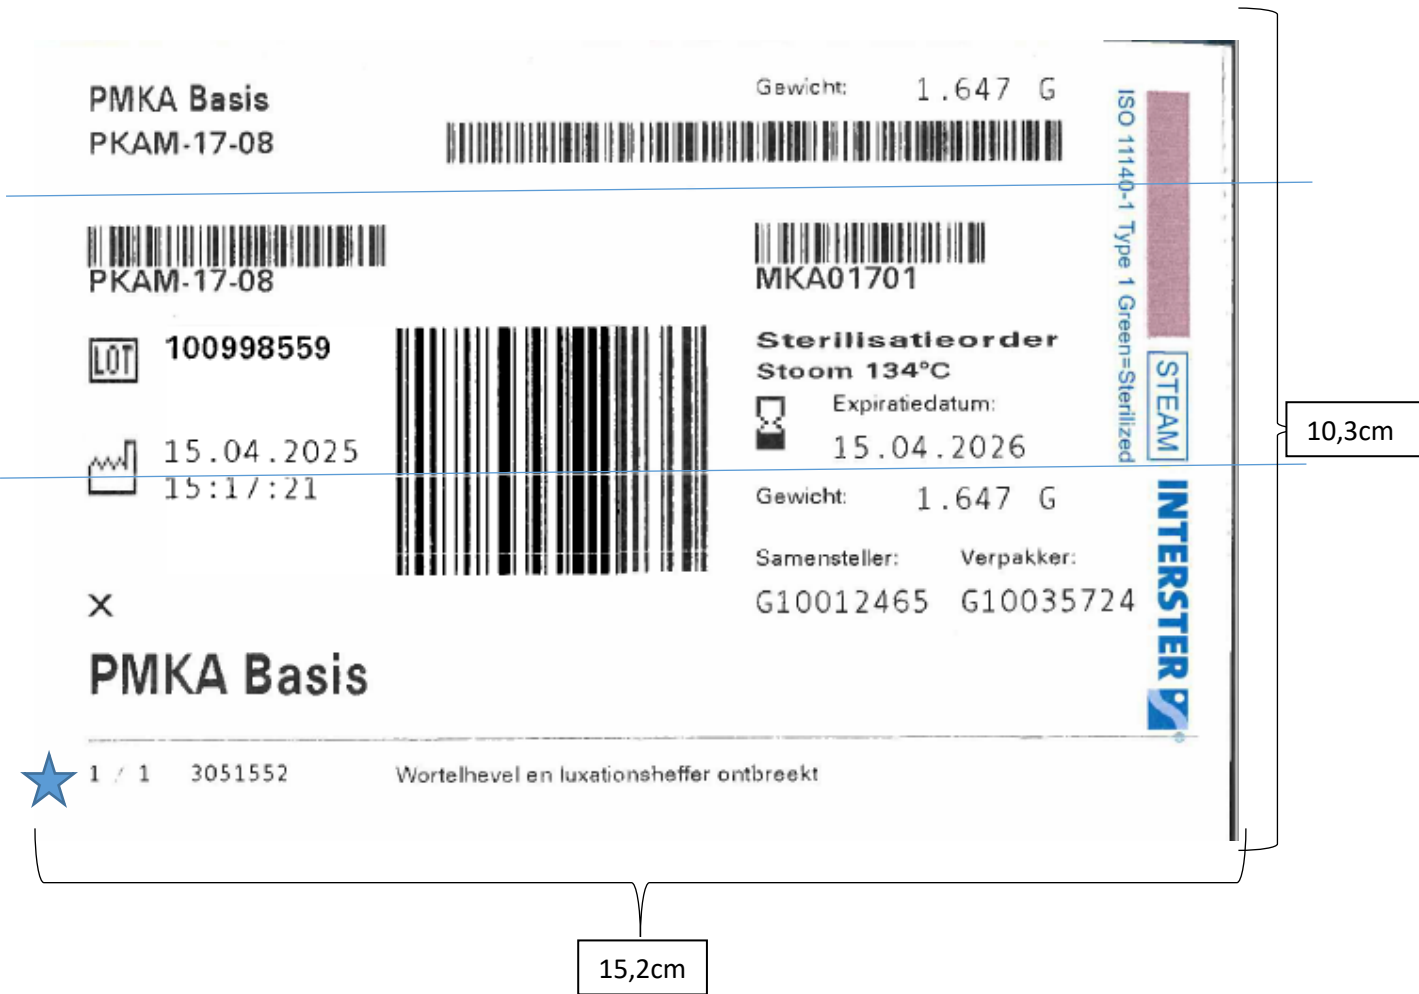 PMKA Basis
PKAM-17-08
Gewicht: 1.647 G
PKAM-17-08
MKA01701
LOT 100998559
Sterilisatieorder
Stoom 134°C
Expiratiedatum:
15.04.2026
15.04.2025
15:17:21
Gewicht: 1.647 G
Samensteller: Verpakker:
G10012465 G10035724
X
PMKA Basis
1 / 1 3051552 Wortelhevel en luxationsheffer ontbreekt
ISO 11140-1 Type 1 Green=Sterilized
STEAM
INTERSTER
10,3cm
15,2cm